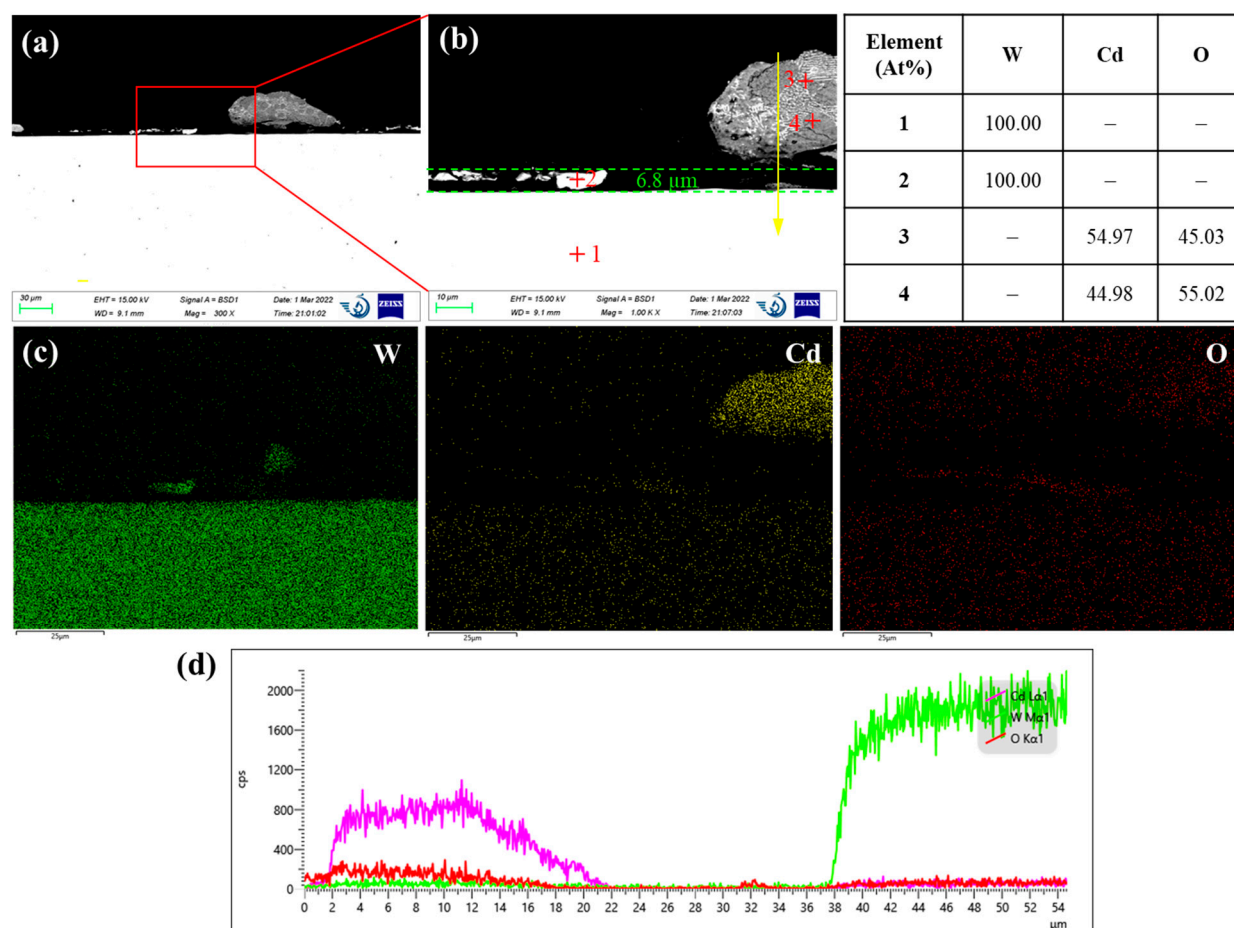 (a)
30 μm
EHT = 15.00 kV
Signal A = BSD1
Date: 1 Mar 2022
WD = 9.1 mm
Mag = 300 X
Time: 21:01:02
ZEISS
(b)
3
4
2
6.8 μm
1
10 μm
EHT = 15.00 kV
Signal A = BSD1
Date: 1 Mar 2022
WD = 9.1 mm
Mag = 1.00 K X
Time: 21:07:03
ZEISS
Element (At%) W Cd O
1 100.00 – –
2 100.00 – –
3 – 54.97 45.03
4 – 44.98 55.02
(c)
W
25μm
Cd
25μm
O
25μm
(d)
cps
2000
1600
1200
800
400
0
Cd Lα1
W Mα1
O Kα1
0 2 4 6 8 10 12 14 16 18 20 22 24 26 28 30 32 34 36 38 40 42 44 46 48 50 52 54
μm